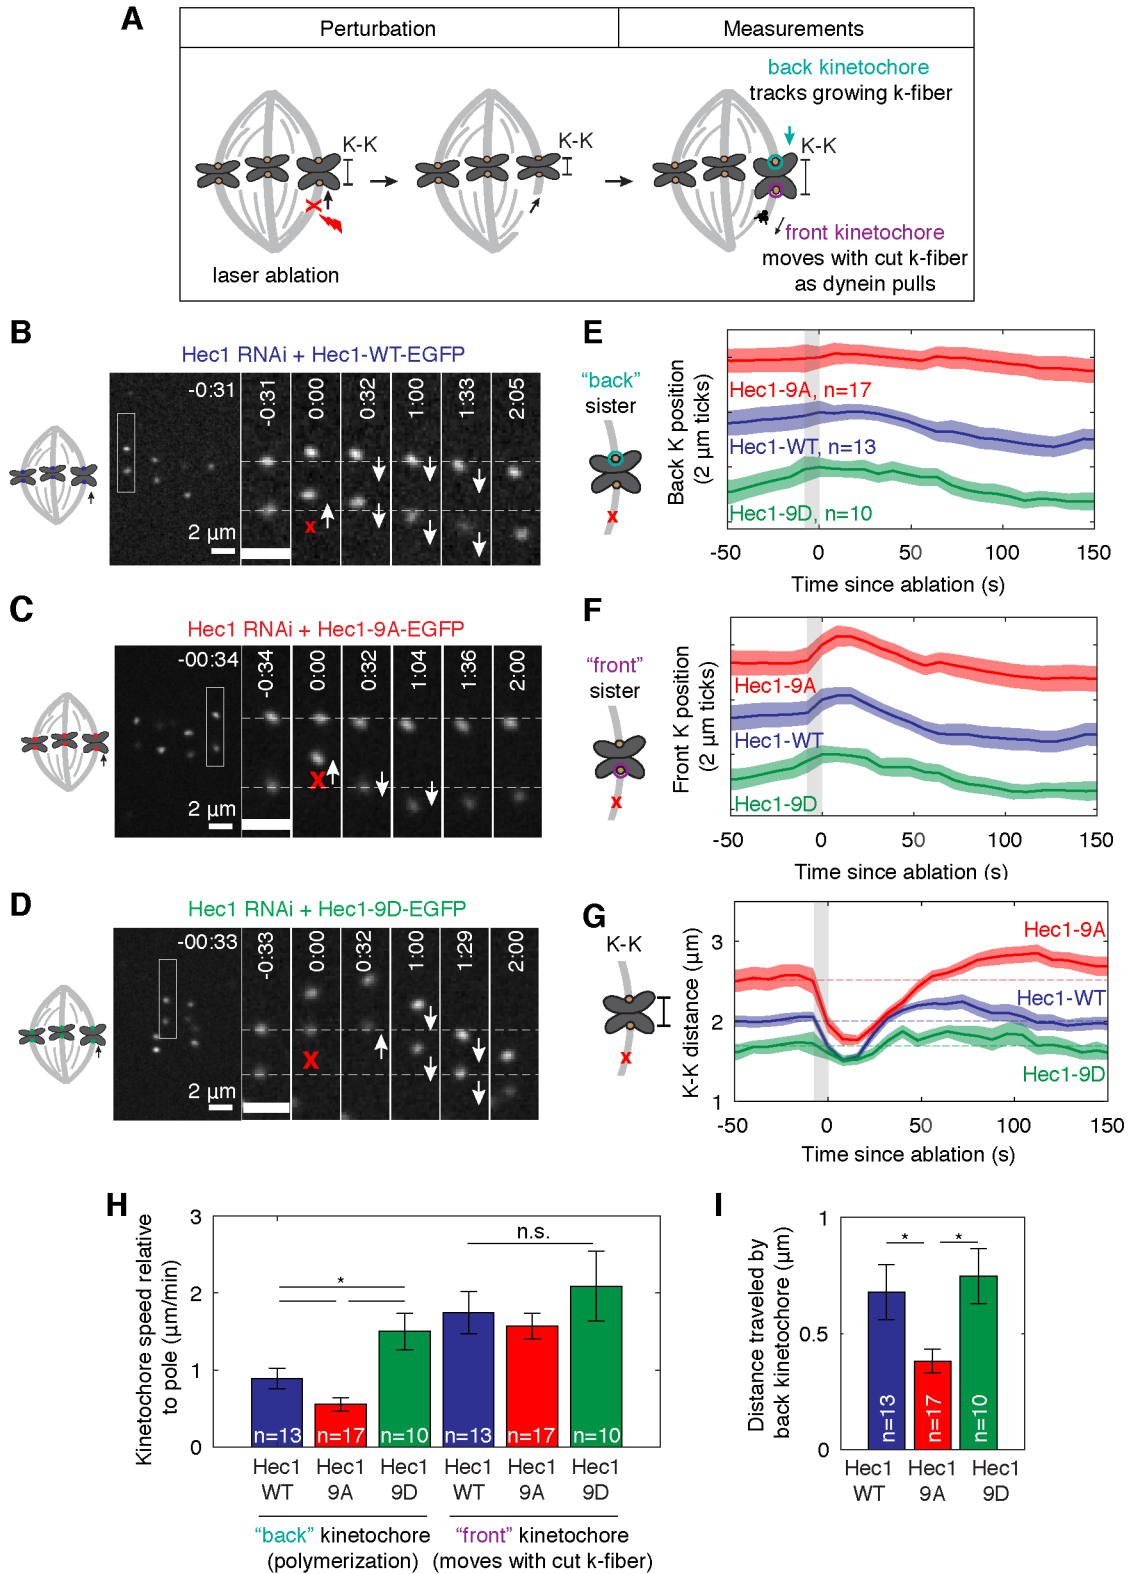 A
Perturbation
Measurements
back kinetochore
tracks growing k-fiber
K-K
K-K
K-K
X
laser ablation
front kinetochore
moves with cut k-fiber
as dynein pulls
B
Hec1 RNAi + Hec1-WT-EGFP
-0:31
2 µm
-0:31
0:00
0:32
1:00
1:33
2:05
x
C
Hec1 RNAi + Hec1-9A-EGFP
-00:34
2 µm
-0:34
0:00
0:32
1:04
1:36
2:00
X
D
Hec1 RNAi + Hec1-9D-EGFP
-00:33
2 µm
-0:33
0:00
0:32
1:00
1:29
2:00
X
E
"back"
sister
x
Back K position
(2 µm ticks)
Hec1-9A, n=17
Hec1-WT, n=13
Hec1-9D, n=10
-50
0
50
100
150
Time since ablation (s)
F
"front"
sister
x
Front K position
(2 µm ticks)
Hec1-9A
Hec1-WT
Hec1-9D
-50
0
50
100
150
Time since ablation (s)
G
K-K
x
K-K distance (µm)
3
2
1
Hec1-9A
Hec1-WT
Hec1-9D
-50
0
50
100
150
Time since ablation (s)
H
Kinetochore speed relative
to pole (µm/min)
3
2
1
0
*
n.s.
n=13
n=17
n=10
n=13
n=17
n=10
Hec1 Hec1 Hec1 Hec1 Hec1 Hec1
WT 9A 9D WT 9A 9D
"back" kinetochore
(polymerization)
"front" kinetochore
(moves with cut k-fiber)
I
Distance traveled by
back kinetochore (µm)
1
0.5
0
*
*
n=13
n=17
n=10
Hec1 Hec1 Hec1
WT 9A 9D